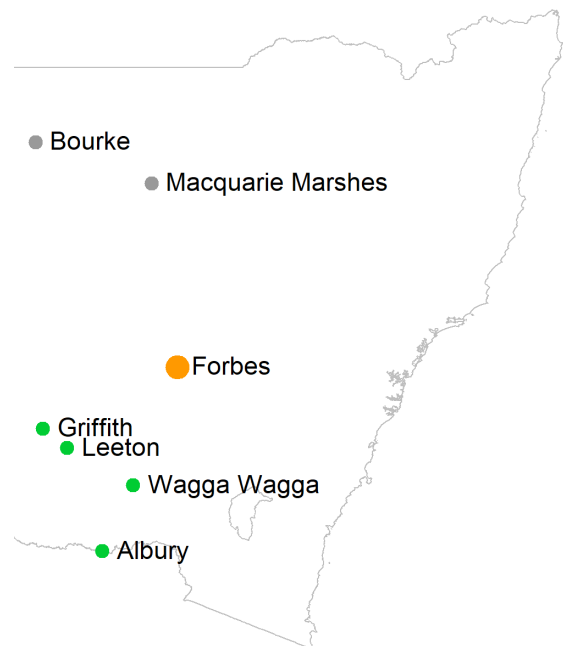 Bourke
Macquarie Marshes
Forbes
Griffith
Leeton
Wagga Wagga
Albury